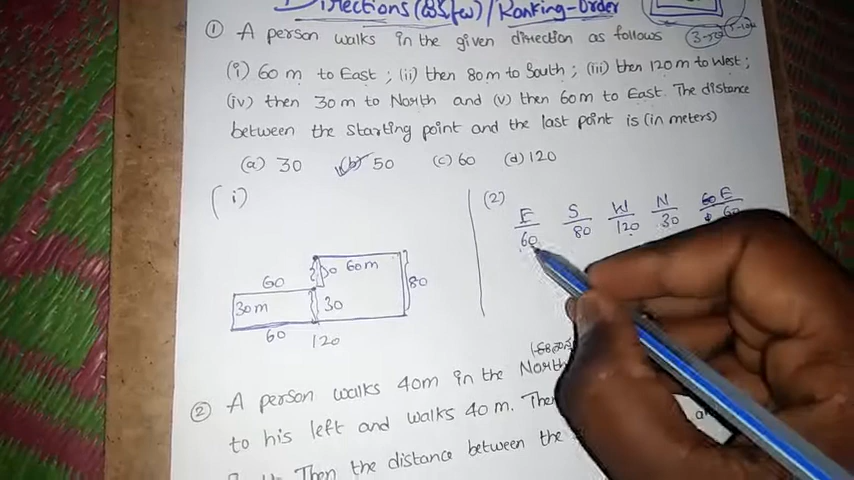 Directions (විශ්ව) / Ranking-Order
① A person walks in the given direction as follows
(i) 60 m to East ; (ii) then 80m to South ; (iii) then 120 m to West ;
(iv) then 30 m to North and (v) then 60 m to East. The distance
between the starting point and the last point is (in meters)
(a) 30 (b) 50 (c) 60 (d) 120
(i)
60
30 60m
80
30m
30
60
120
(2)
E S W N E
60 80 120 30 60
② A person walks 40m in the North
to his left and walks 40 m. Then
Then the distance between the